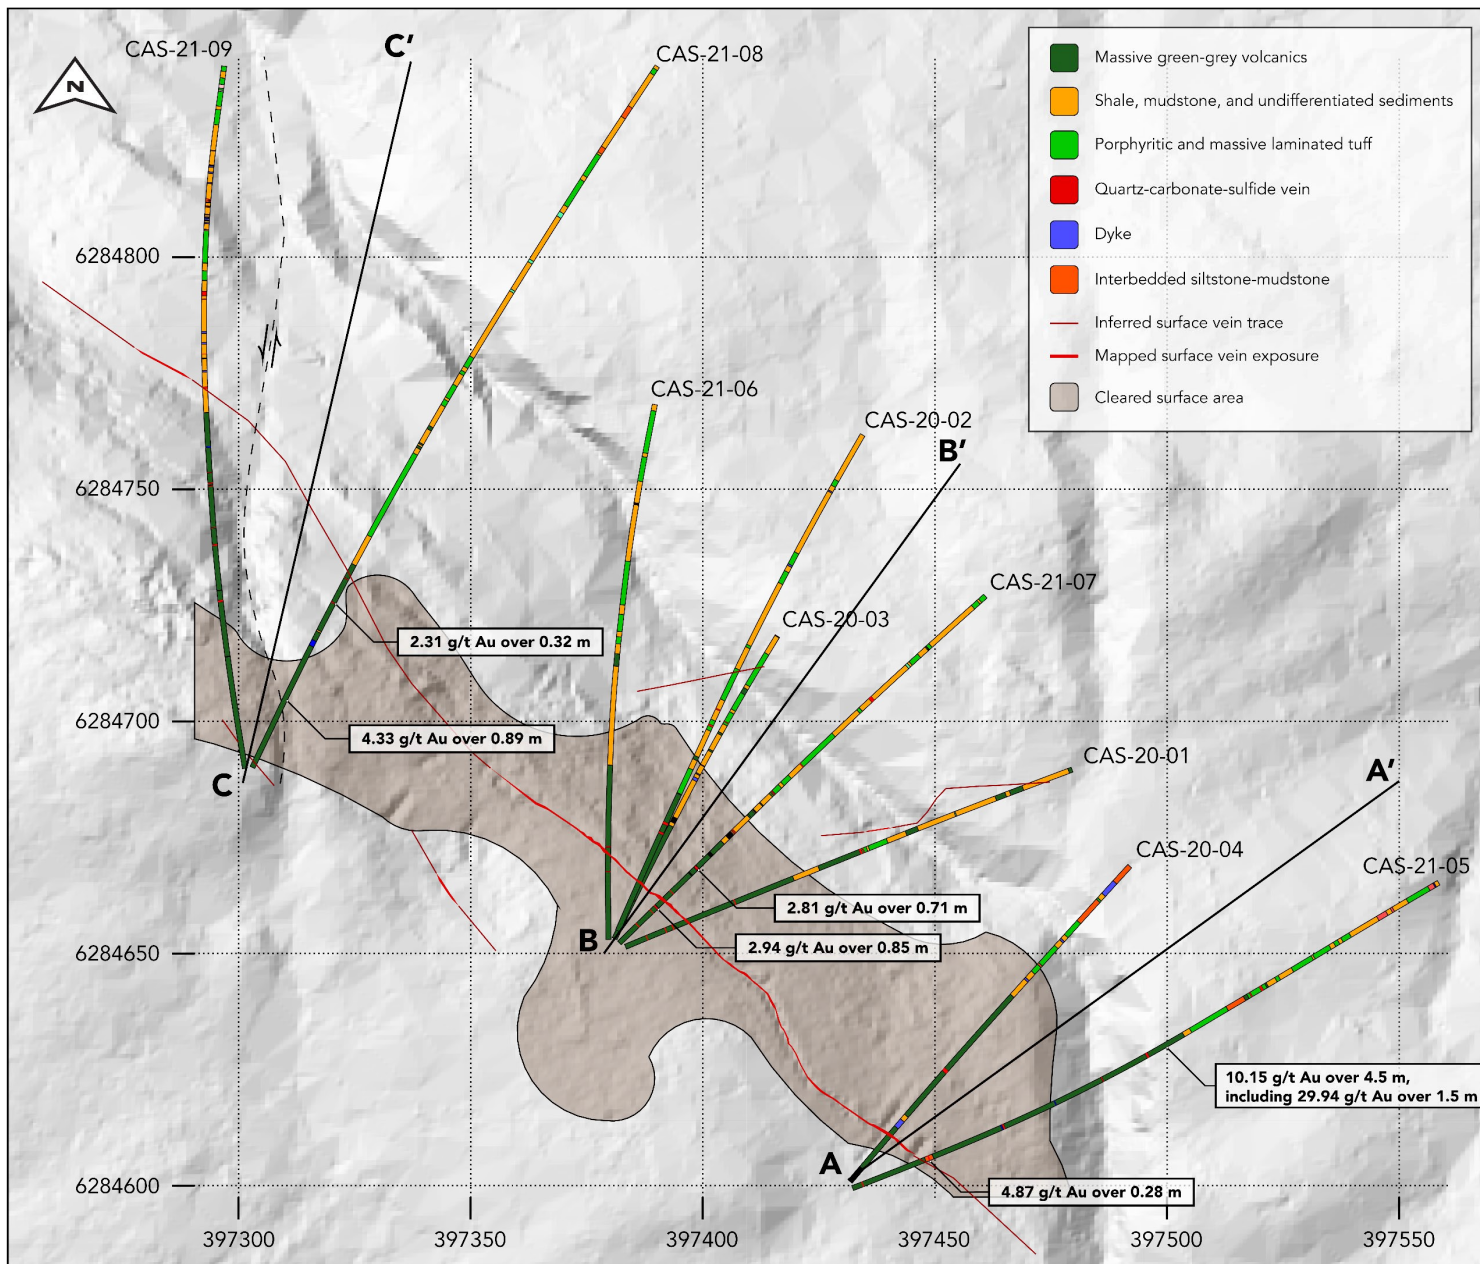 CAS-21-09
C′
CAS-21-08
N
Massive green-grey volcanics
Shale, mudstone, and undifferentiated sediments
Porphyritic and massive laminated tuff
Quartz-carbonate-sulfide vein
Dyke
Interbedded siltstone-mudstone
Inferred surface vein trace
Mapped surface vein exposure
Cleared surface area
6284800
CAS-21-06
CAS-20-02
B′
6284750
CAS-21-07
CAS-20-03
2.31 g/t Au over 0.32 m
6284700
4.33 g/t Au over 0.89 m
CAS-20-01
A′
C
CAS-20-04
CAS-21-05
2.81 g/t Au over 0.71 m
B
2.94 g/t Au over 0.85 m
6284650
10.15 g/t Au over 4.5 m,
including 29.94 g/t Au over 1.5 m
A
6284600
4.87 g/t Au over 0.28 m
397300
397350
397400
397450
397500
397550